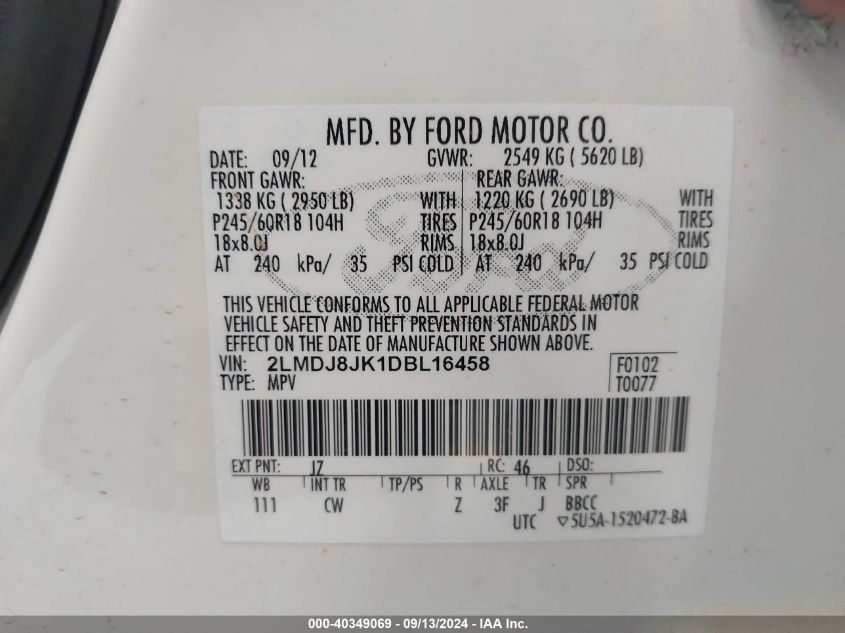 MFD. BY FORD MOTOR CO.
DATE: 09/12 GVWR: 2549 KG ( 5620 LB)
FRONT GAWR: REAR GAWR:
1338 KG ( 2950 LB) WITH 1220 KG ( 2690 LB) WITH
P245/60R18 104H TIRES P245/60R18 104H TIRES
18x8.0J RIMS 18x8.0J RIMS
AT 240 kPa/ 35 PSI COLD AT 240 kPa/ 35 PSI COLD
Ford
THIS VEHICLE CONFORMS TO ALL APPLICABLE FEDERAL MOTOR
VEHICLE SAFETY AND THEFT PREVENTION STANDARDS IN
EFFECT ON THE DATE OF MANUFACTURE SHOWN ABOVE.
VIN: 2LMDJ8JK1DBL16458 F0102
TYPE: MPV T0077
EXT PNT: JZ RC: 46 DSO:
WB INT TR TP/PS R AXLE TR SPR
111 CW Z 3F J BBCC
UTC ▽5U5A-1520472-BA
000-40349069 - 09/13/2024 - IAA Inc.